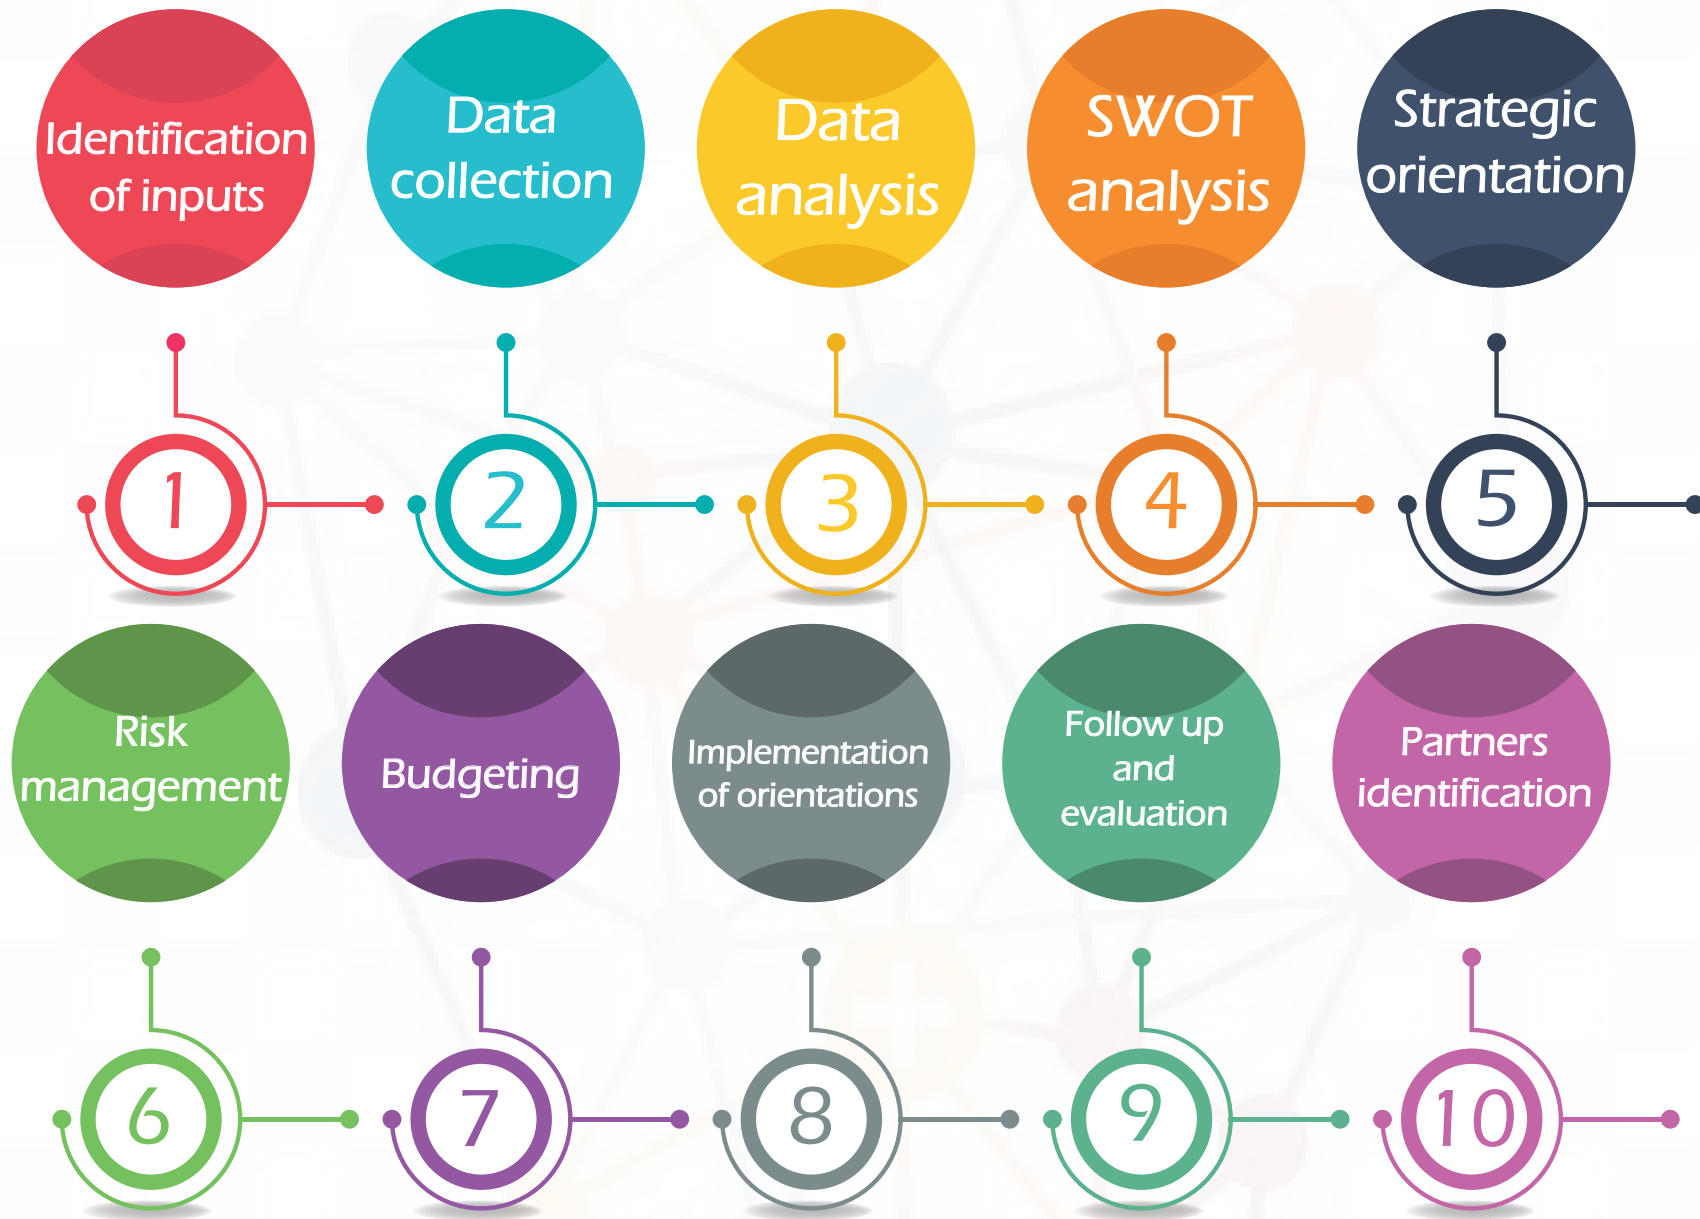 Identification
of inputs
Data
collection
Data
analysis
SWOT
analysis
Strategic
orientation
1
2
3
4
5
Risk
management
Budgeting
Implementation
of orientations
Follow up
and
evaluation
Partners
identification
6
7
8
9
10